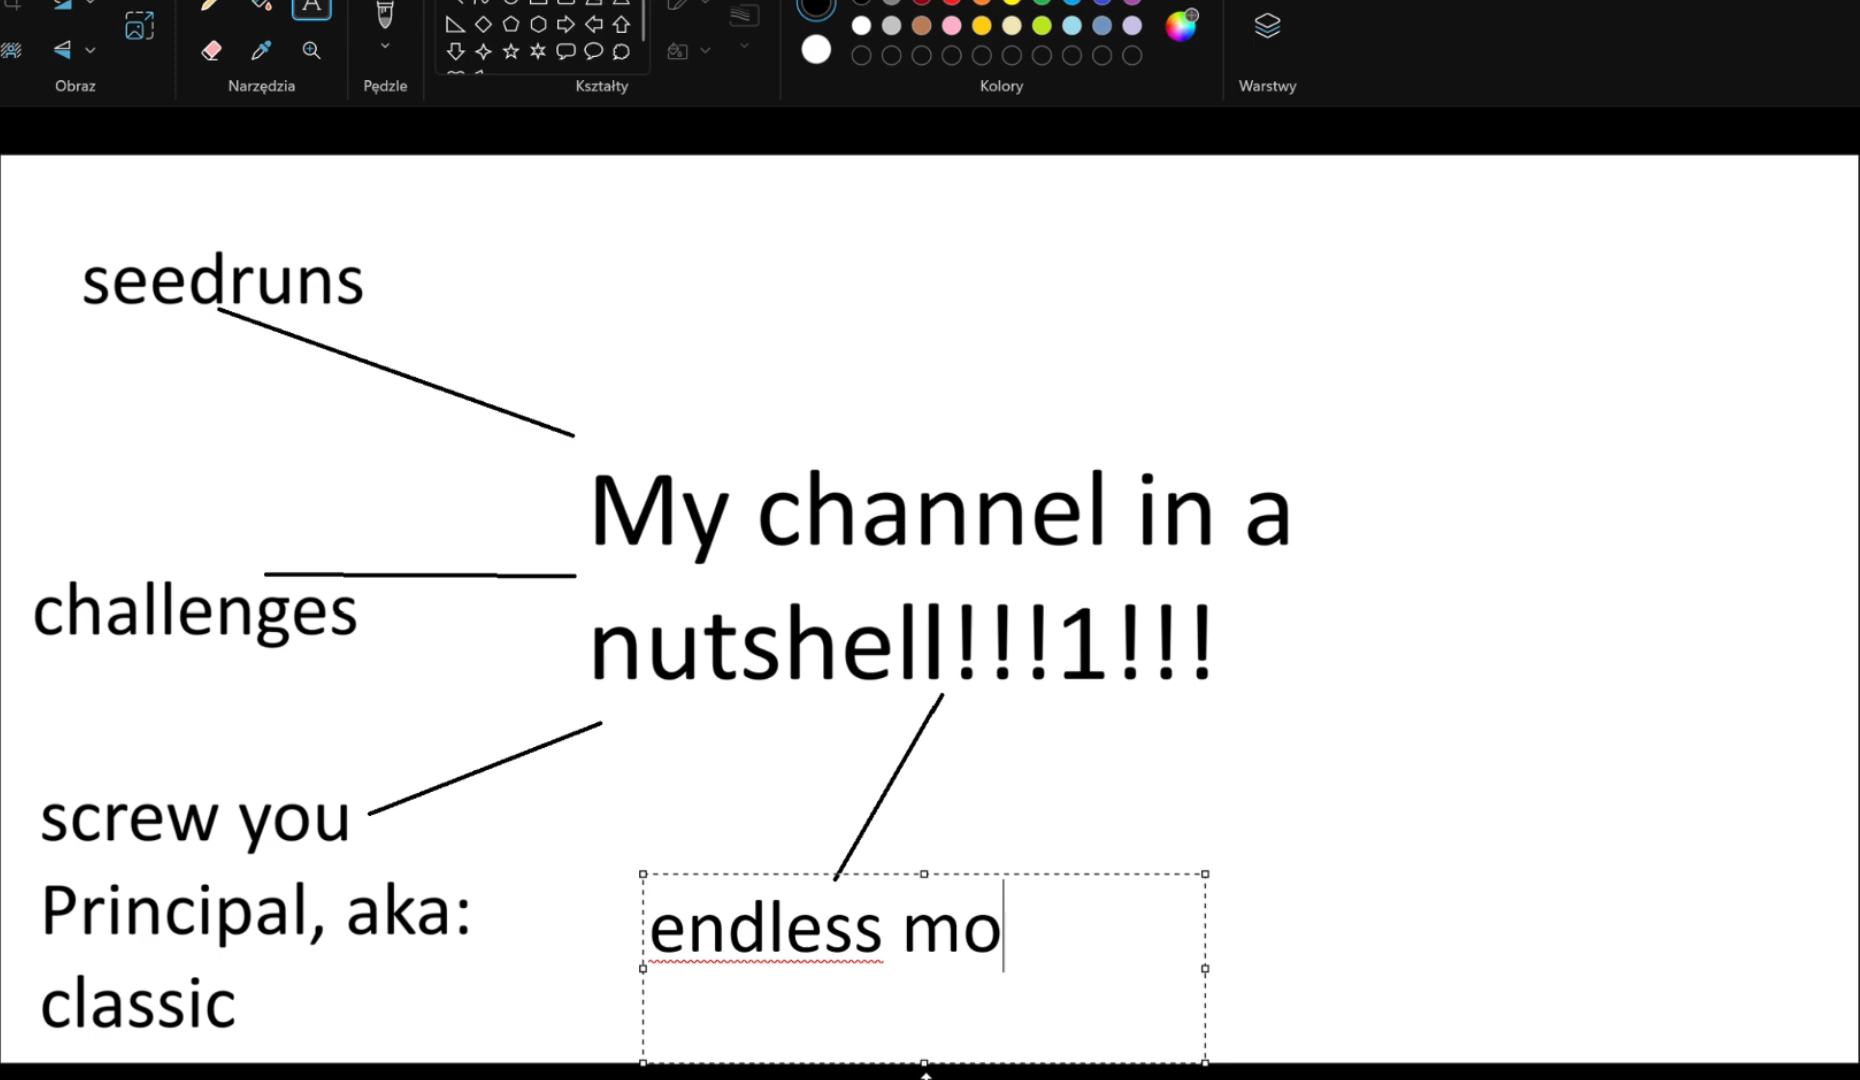 Obraz
Narzędzia
Pędzle
Kształty
Kolory
Warstwy
seedruns
My channel in a
nutshell!!!1!!!
challenges
screw you
Principal, aka:
classic
endless mo